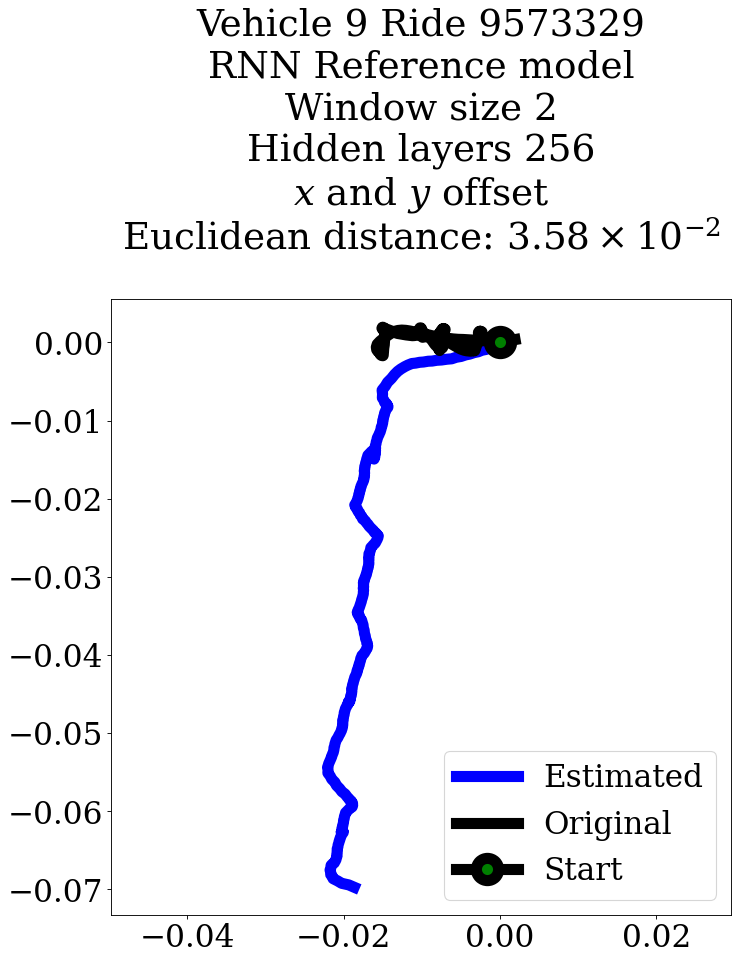 Vehicle 9 Ride 9573329
RNN Reference model
Window size 2
Hidden layers 256
x and y offset
Euclidean distance: 3.58 × 10⁻²
0.00
−0.01
−0.02
−0.03
−0.04
−0.05
−0.06
−0.07
Estimated
Original
Start
−0.04 −0.02 0.00 0.02